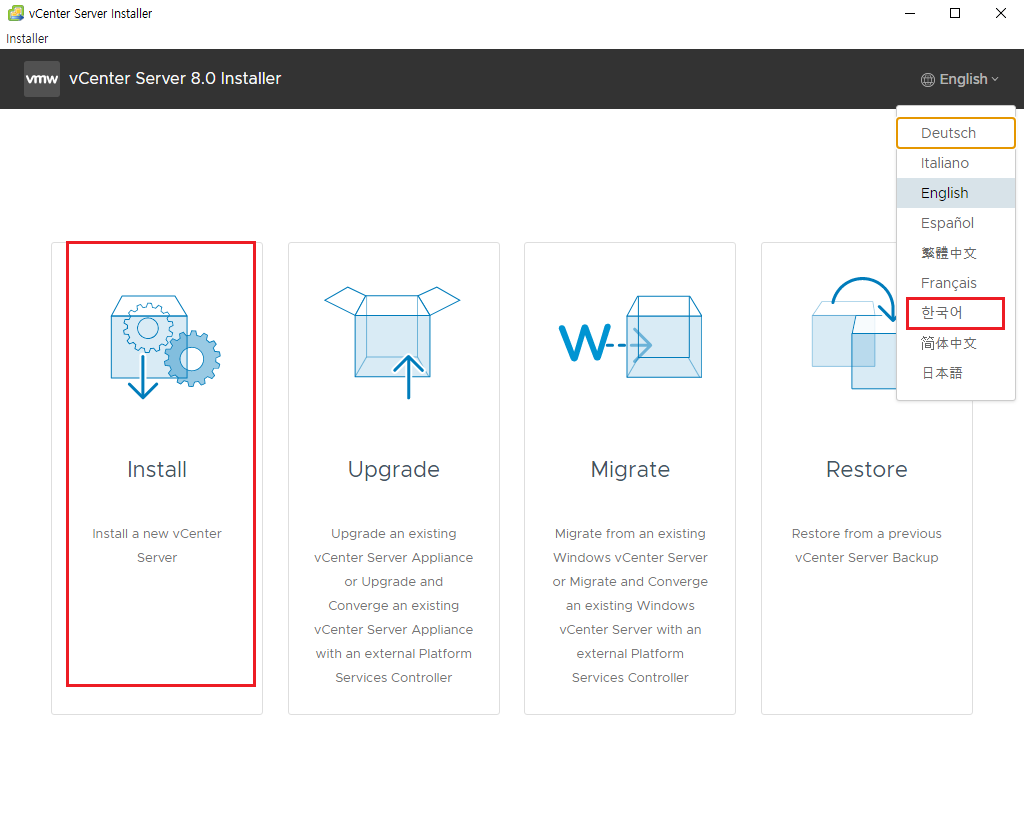 vCenter Server Installer
Installer
vmw vCenter Server 8.0 Installer
English
Deutsch
Italiano
English
Español
繁體中文
Français
한국어
简体中文
日本語
Install
Install a new vCenter
Server
Upgrade
Upgrade an existing
vCenter Server Appliance
or Upgrade and
Converge an existing
vCenter Server Appliance
with an external Platform
Services Controller
W
Migrate
Migrate from an existing
Windows vCenter Server
or Migrate and Converge
an existing Windows
vCenter Server with an
external Platform
Services Controller
Restore
Restore from a previous
vCenter Server Backup